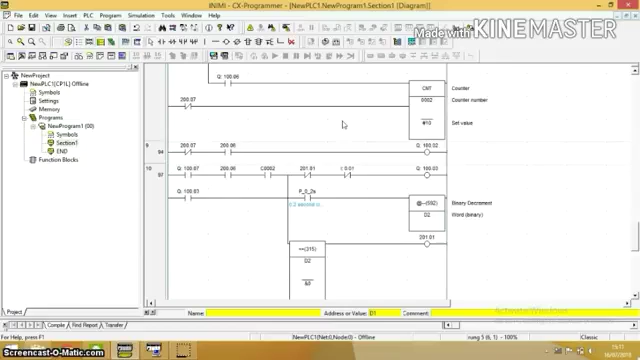 INIMI - CX-Programmer - [NewPLC1.NewProgram1.Section1 [Diagram]]
Made with KINEMASTER
File Edit View Insert PLC Program Simulation Tools Window Help
NewProject
NewPLC1[CP1L] Offline
Symbols
Settings
Memory
Programs
NewProgram1 (00)
Symbols
Section1
END
Function Blocks
Project
Q: 100.06
CNT
Counter
200.07
0002
Counter number
#10
Set value
9
94
200.07
200.06
Q: 100.02
10
97
Q: 100.07
200.06
C0002
201.01
I: 0.01
Q: 100.03
Q: 100.03
P_0_2s
@--(592)
Binary Decrement
D2
Word (binary)
201.01
D2
&0
Name:
Address or Value: D1
Comment:
Compile
Find Report
Transfer
For Help, press F1
NewPLC1(Net:0,Node:0) - Offline
rung 5 (6, 1) - 100%
Classic
Activate Windows
Screencast-O-Matic.com
15:17